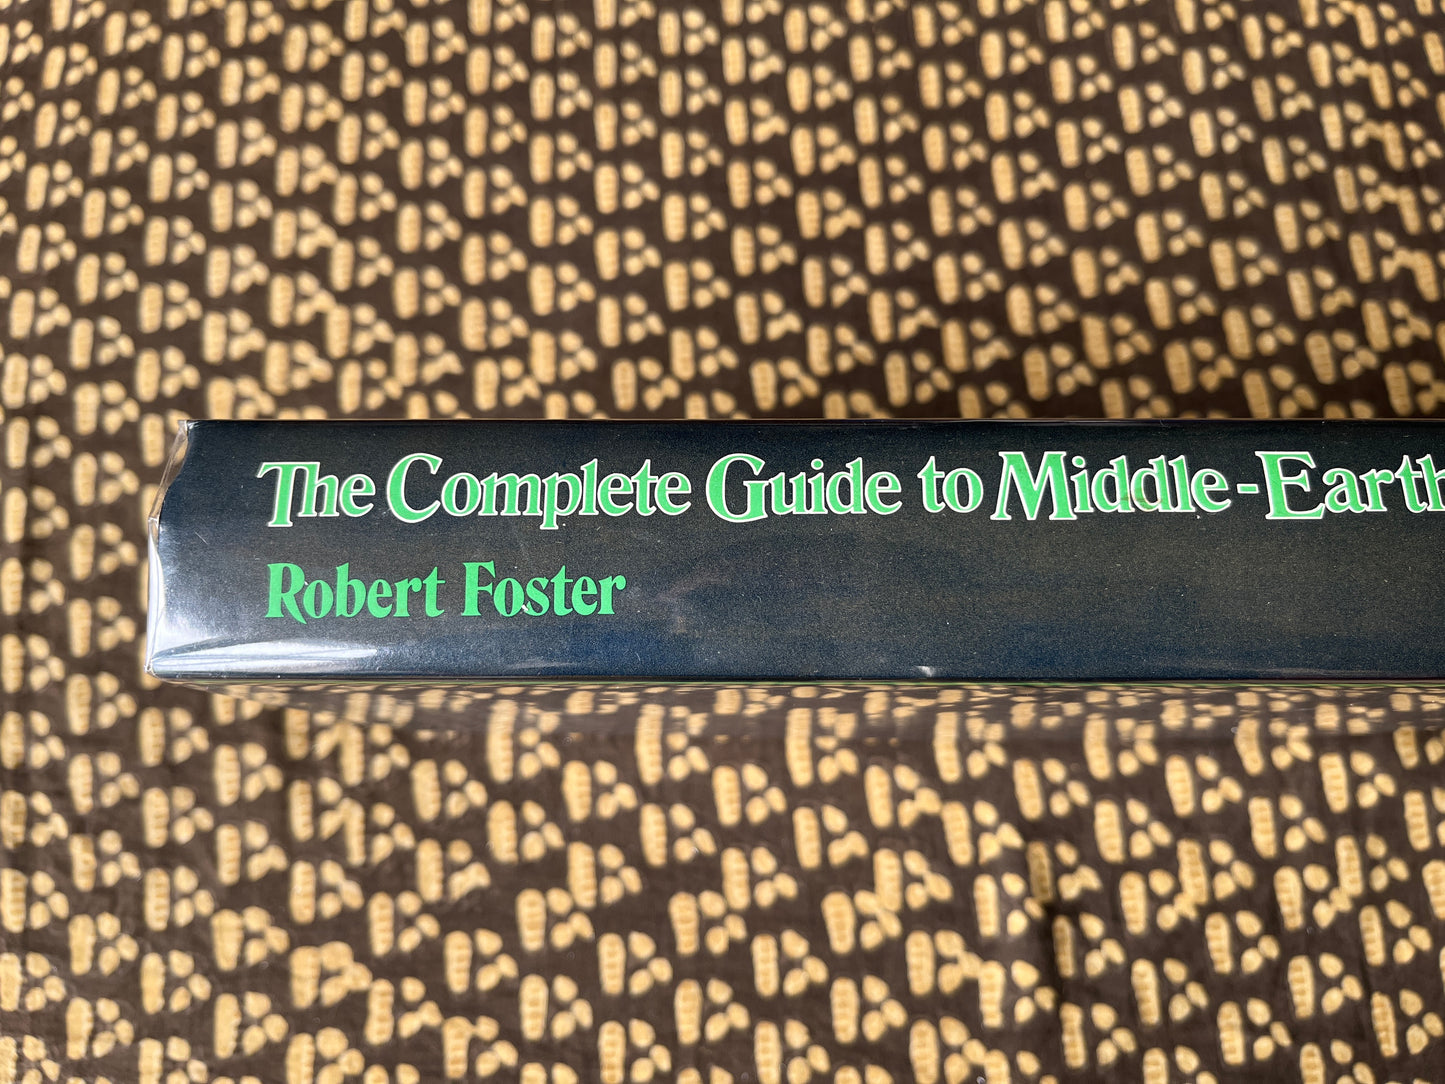 The Complete Guide to Middle-Earth
Robert Foster